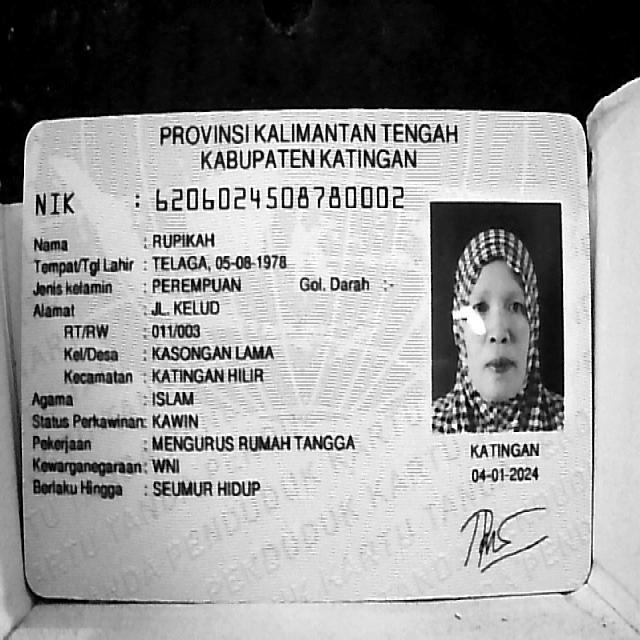 PROVINSI KALIMANTAN TENGAH
KABUPATEN KATINGAN
NIK : 6206024508780002
Nama : RUPIKAH
Tempat/Tgl Lahir : TELAGA, 05-08-1978
Jenis kelamin : PEREMPUAN Gol. Darah :-
Alamat : JL. KELUD
RT/RW : 011/003
Kel/Desa : KASONGAN LAMA
Kecamatan : KATINGAN HILIR
Agama : ISLAM
Status Perkawinan: KAWIN
Pekerjaan : MENGURUS RUMAH TANGGA
Kewarganegaraan: WNI
Berlaku Hingga : SEUMUR HIDUP
KATINGAN
04-01-2024